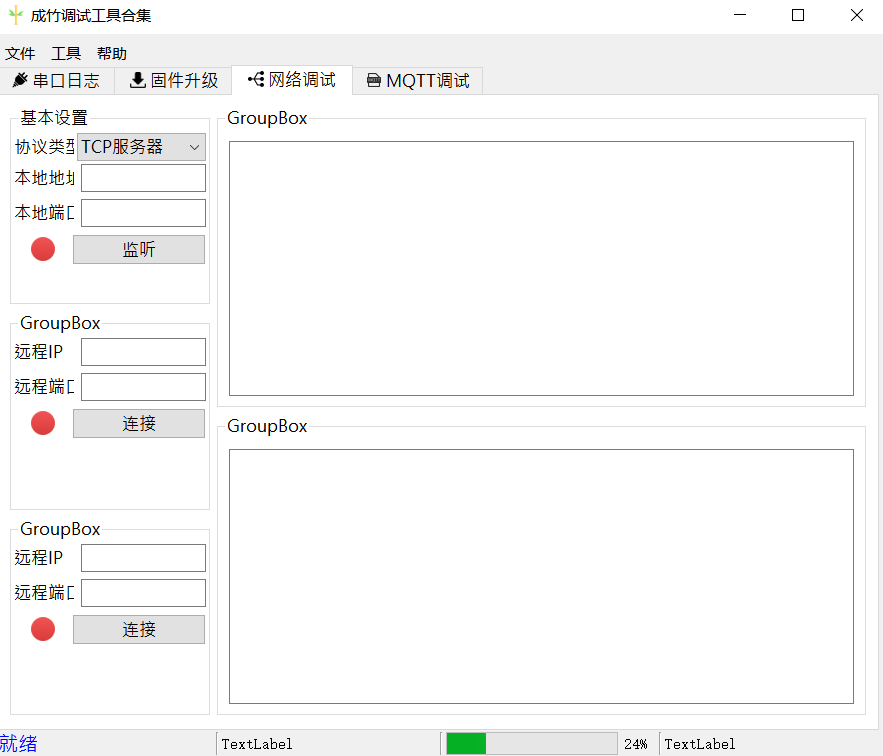 成竹调试工具合集
文件 工具 帮助
串口日志 固件升级 网络调试 MQTT调试
基本设置
协议类型 TCP服务器
本地地址
本地端口
监听
GroupBox
远程IP
远程端口
连接
GroupBox
远程IP
远程端口
连接
GroupBox
GroupBox
就绪 TextLabel 24% TextLabel